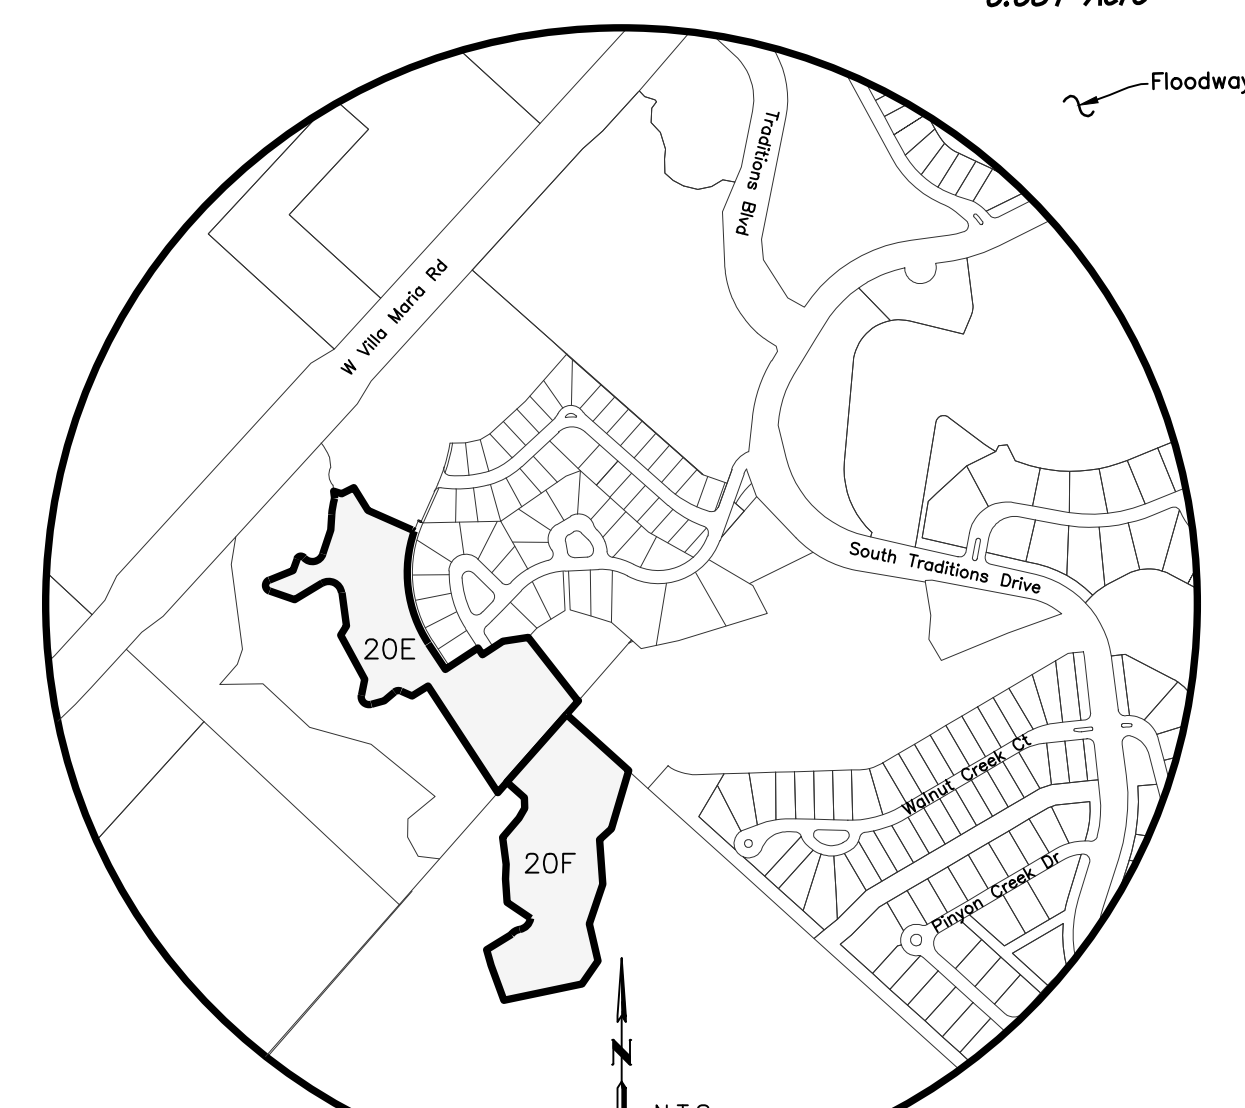 Floodway
Traditions Blvd
W Villa Maria Rd
South Traditions Drive
20E
Walnut Creek Ct
20F
Pinyon Creek Dr
N